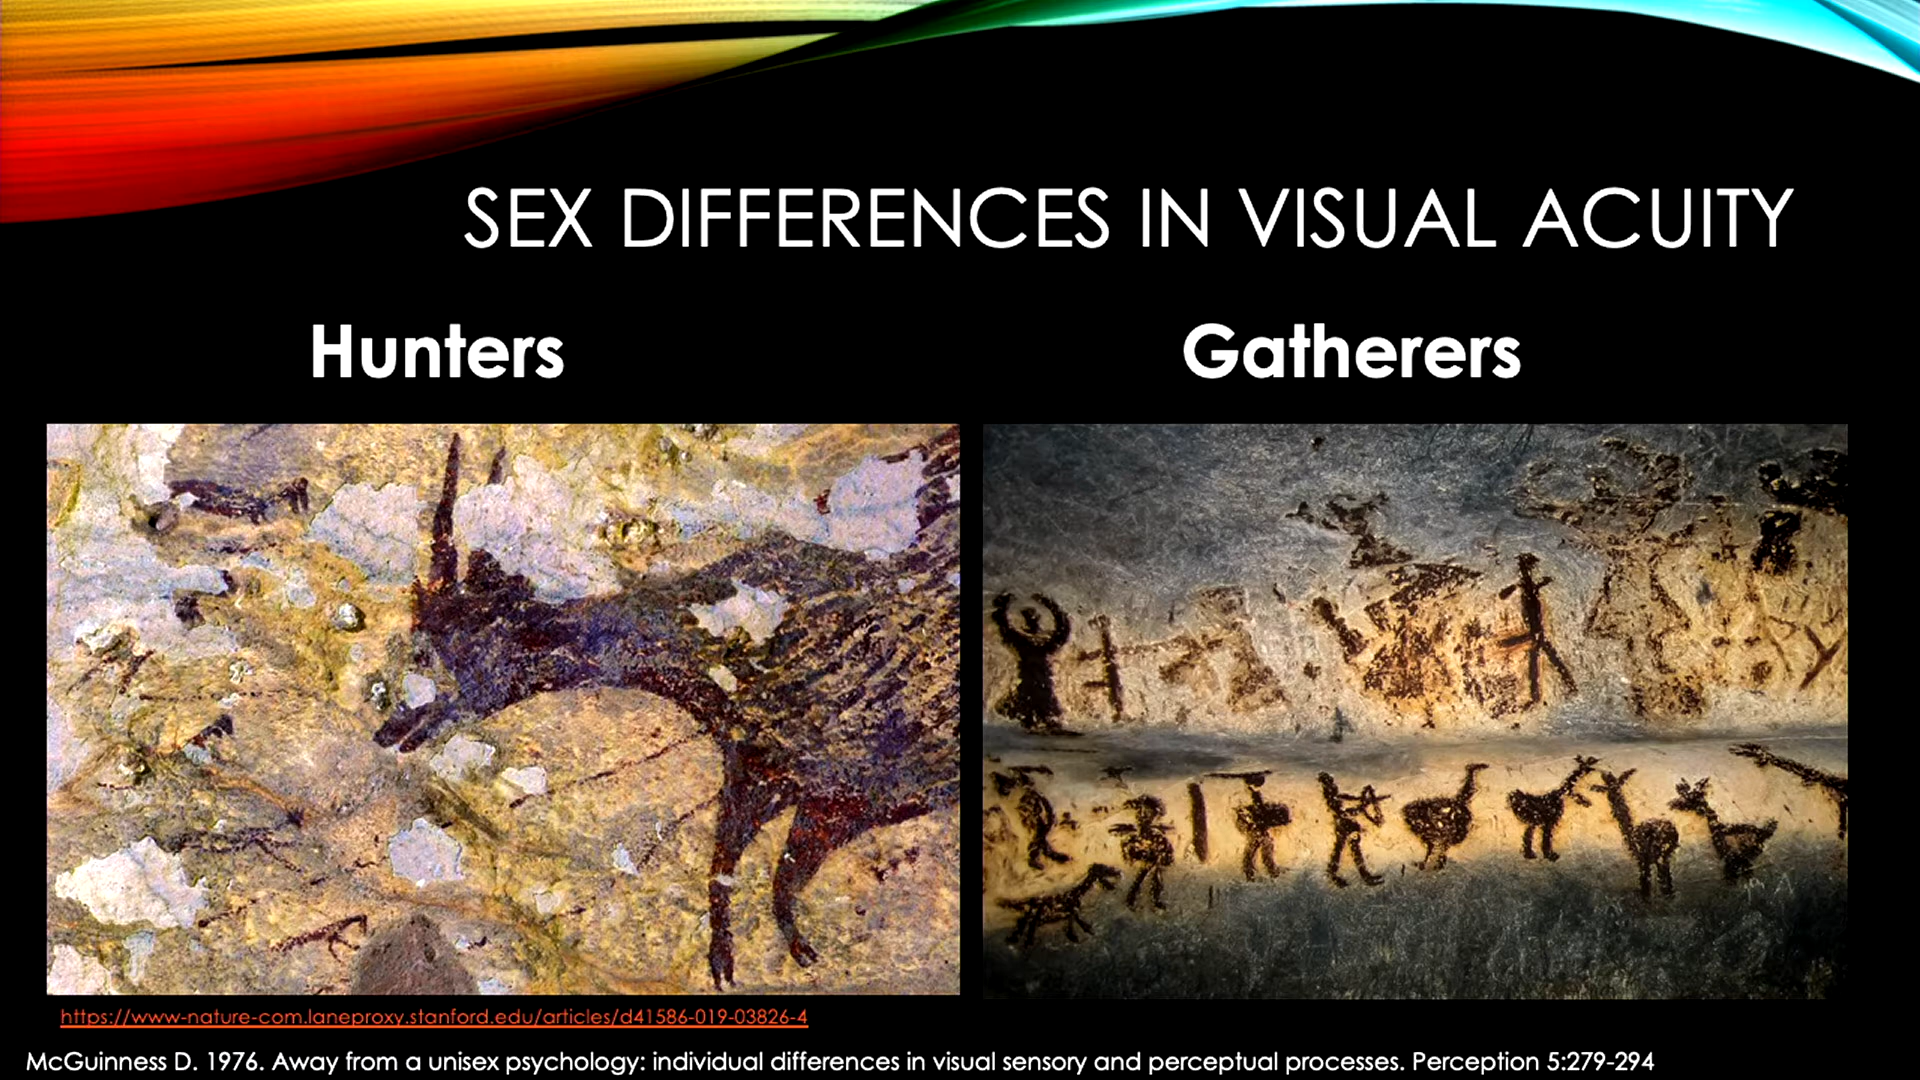 SEX DIFFERENCES IN VISUAL ACUITY
Hunters
Gatherers
https://www-nature-com.laneproxy.stanford.edu/articles/d41586-019-03826-4
McGuinness D. 1976. Away from a unisex psychology: individual differences in visual sensory and perceptual processes. Perception 5:279-294